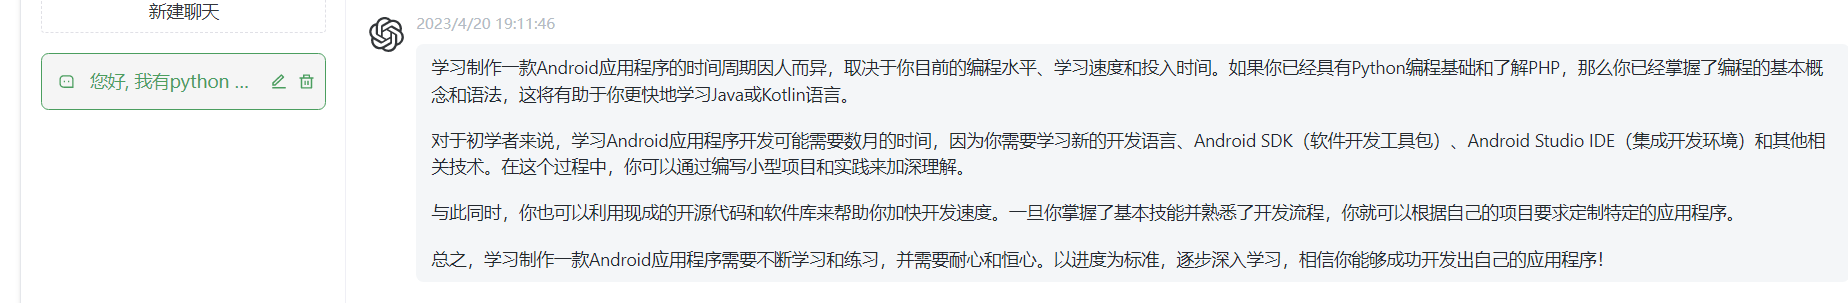 新建聊天
您好, 我有python ...
2023/4/20 19:11:46
学习制作一款Android应用程序的时间周期因人而异，取决于你目前的编程水平、学习速度和投入时间。如果你已经具有Python编程基础和了解PHP，那么你已经掌握了编程的基本概
念和语法，这将有助于你更快地学习Java或Kotlin语言。
对于初学者来说，学习Android应用程序开发可能需要数月的时间，因为你需要学习新的开发语言、Android SDK（软件开发工具包）、Android Studio IDE（集成开发环境）和其他相
关技术。在这个过程中，你可以通过编写小型项目和实践来加深理解。
与此同时，你也可以利用现成的开源代码和软件库来帮助你加快开发速度。一旦你掌握了基本技能并熟悉了开发流程，你就可以根据自己的项目要求定制特定的应用程序。
总之，学习制作一款Android应用程序需要不断学习和练习，并需要耐心和恒心。以进度为标准，逐步深入学习，相信你能够成功开发出自己的应用程序！